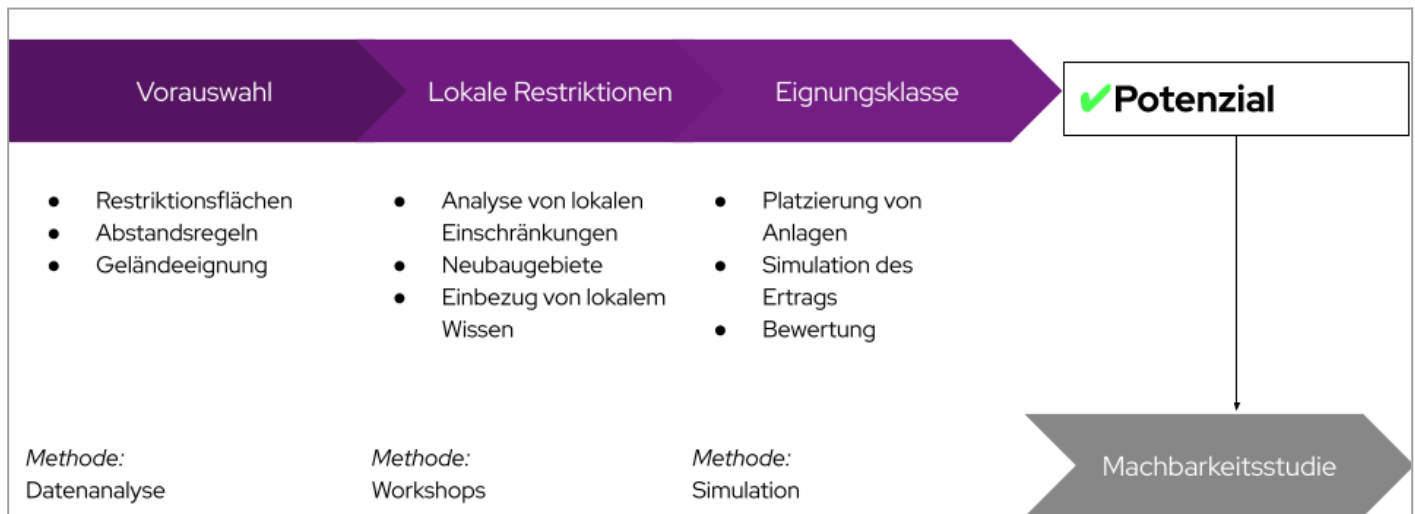 Vorauswahl
Lokale Restriktionen
Eignungsklasse
✔Potenzial
● Restriktionsflächen
● Abstandsregeln
● Geländeeignung
● Analyse von lokalen
Einschränkungen
● Neubaugebiete
● Einbezug von lokalem
Wissen
● Platzierung von
Anlagen
● Simulation des
Ertrags
● Bewertung
Methode:
Datenanalyse
Methode:
Workshops
Methode:
Simulation
Machbarkeitsstudie